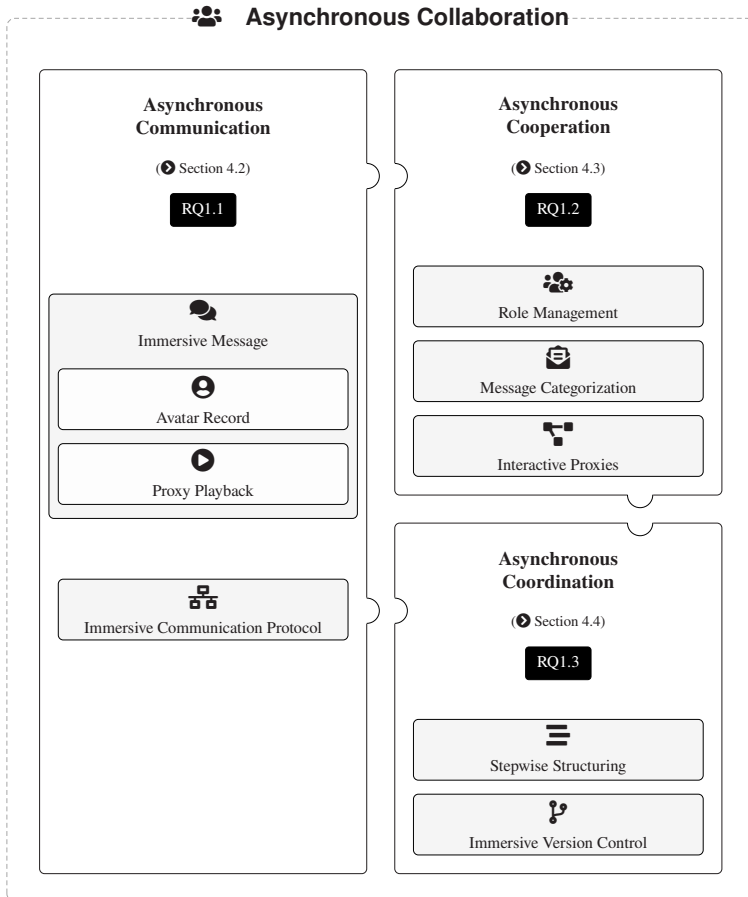 Asynchronous Collaboration
Asynchronous
Communication
(Section 4.2)
RQ1.1
Immersive Message
Avatar Record
Proxy Playback
Immersive Communication Protocol
Asynchronous
Cooperation
(Section 4.3)
RQ1.2
Role Management
Message Categorization
Interactive Proxies
Asynchronous
Coordination
(Section 4.4)
RQ1.3
Stepwise Structuring
Immersive Version Control